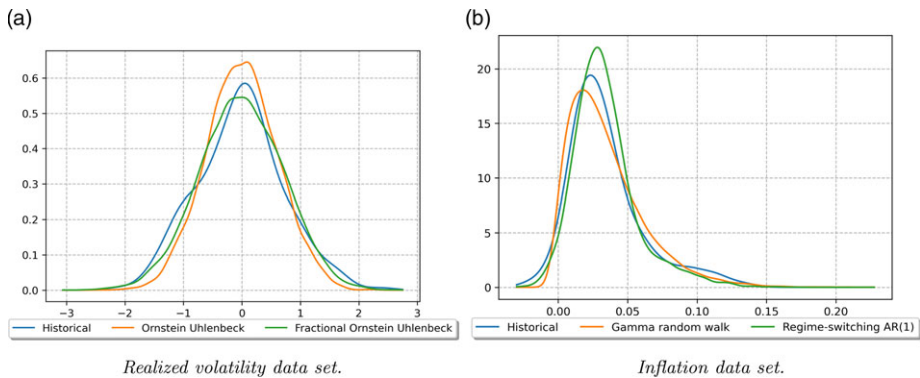 (a)
0.6
0.5
0.4
0.3
0.2
0.1
0.0
−3 −2 −1 0 1 2 3
Historical Ornstein Uhlenbeck Fractional Ornstein Uhlenbeck
Realized volatility data set.
(b)
20
15
10
5
0
0.00 0.05 0.10 0.15 0.20
Historical Gamma random walk Regime-switching AR(1)
Inflation data set.